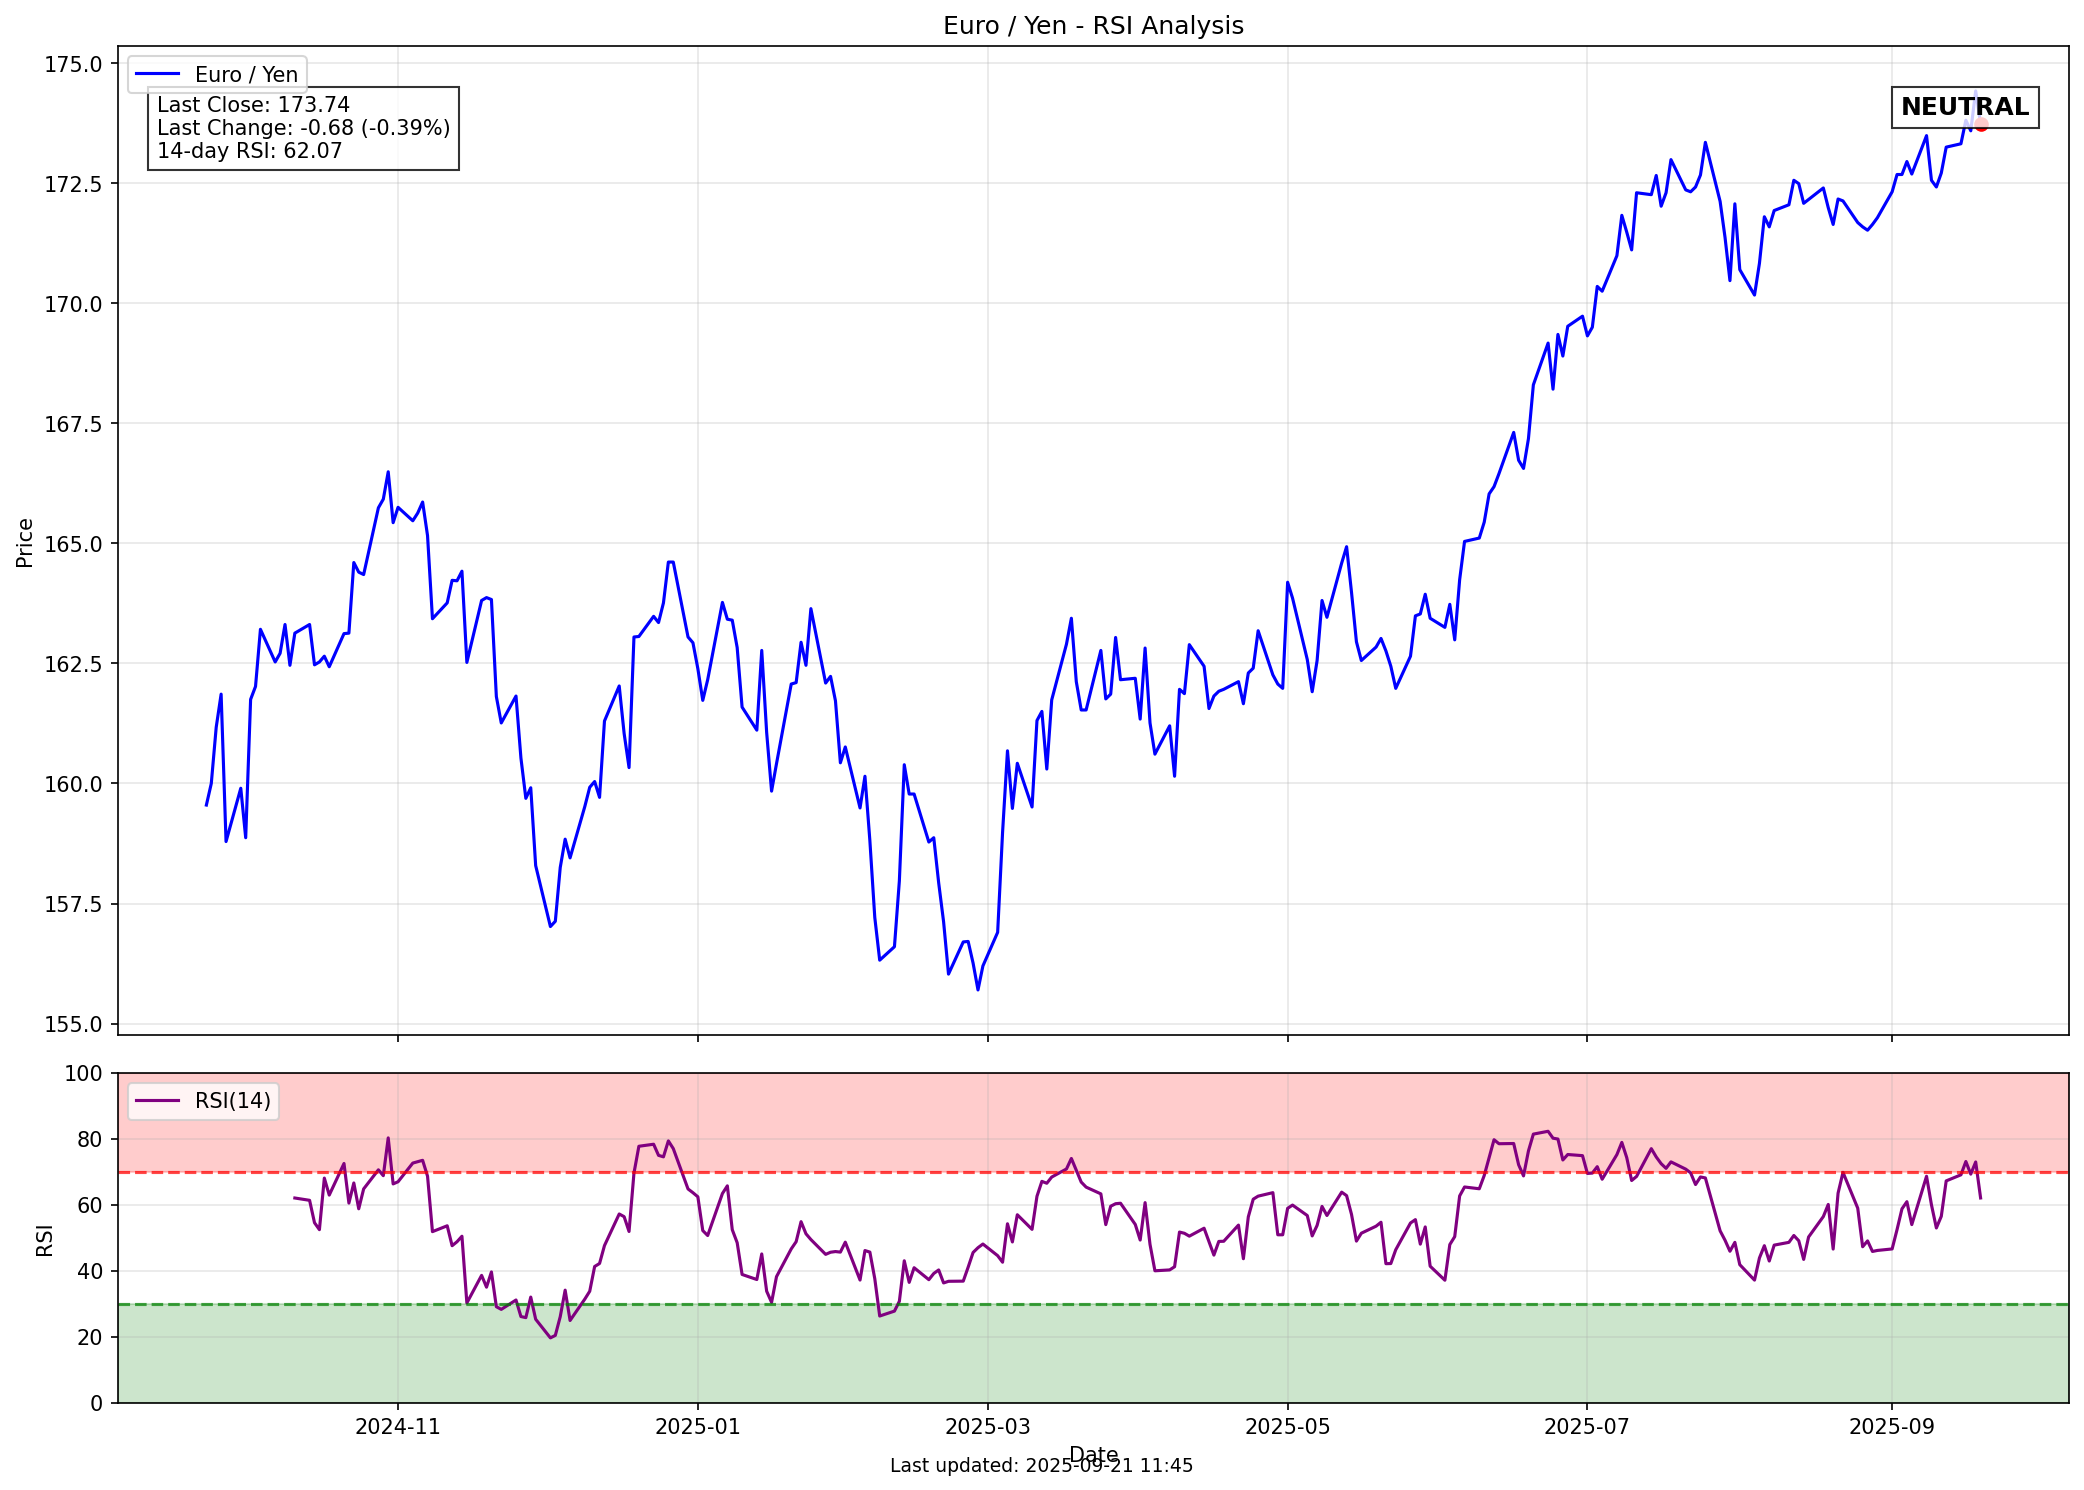 Euro / Yen - RSI Analysis
Euro / Yen
Last Close: 173.74
Last Change: -0.68 (-0.39%)
14-day RSI: 62.07
NEUTRAL
Price
175.0
172.5
170.0
167.5
165.0
162.5
160.0
157.5
155.0
RSI(14)
RSI
100
80
60
40
20
0
2024-11
2025-01
2025-03
2025-05
2025-07
2025-09
Date
Last updated: 2025-09-21 11:45